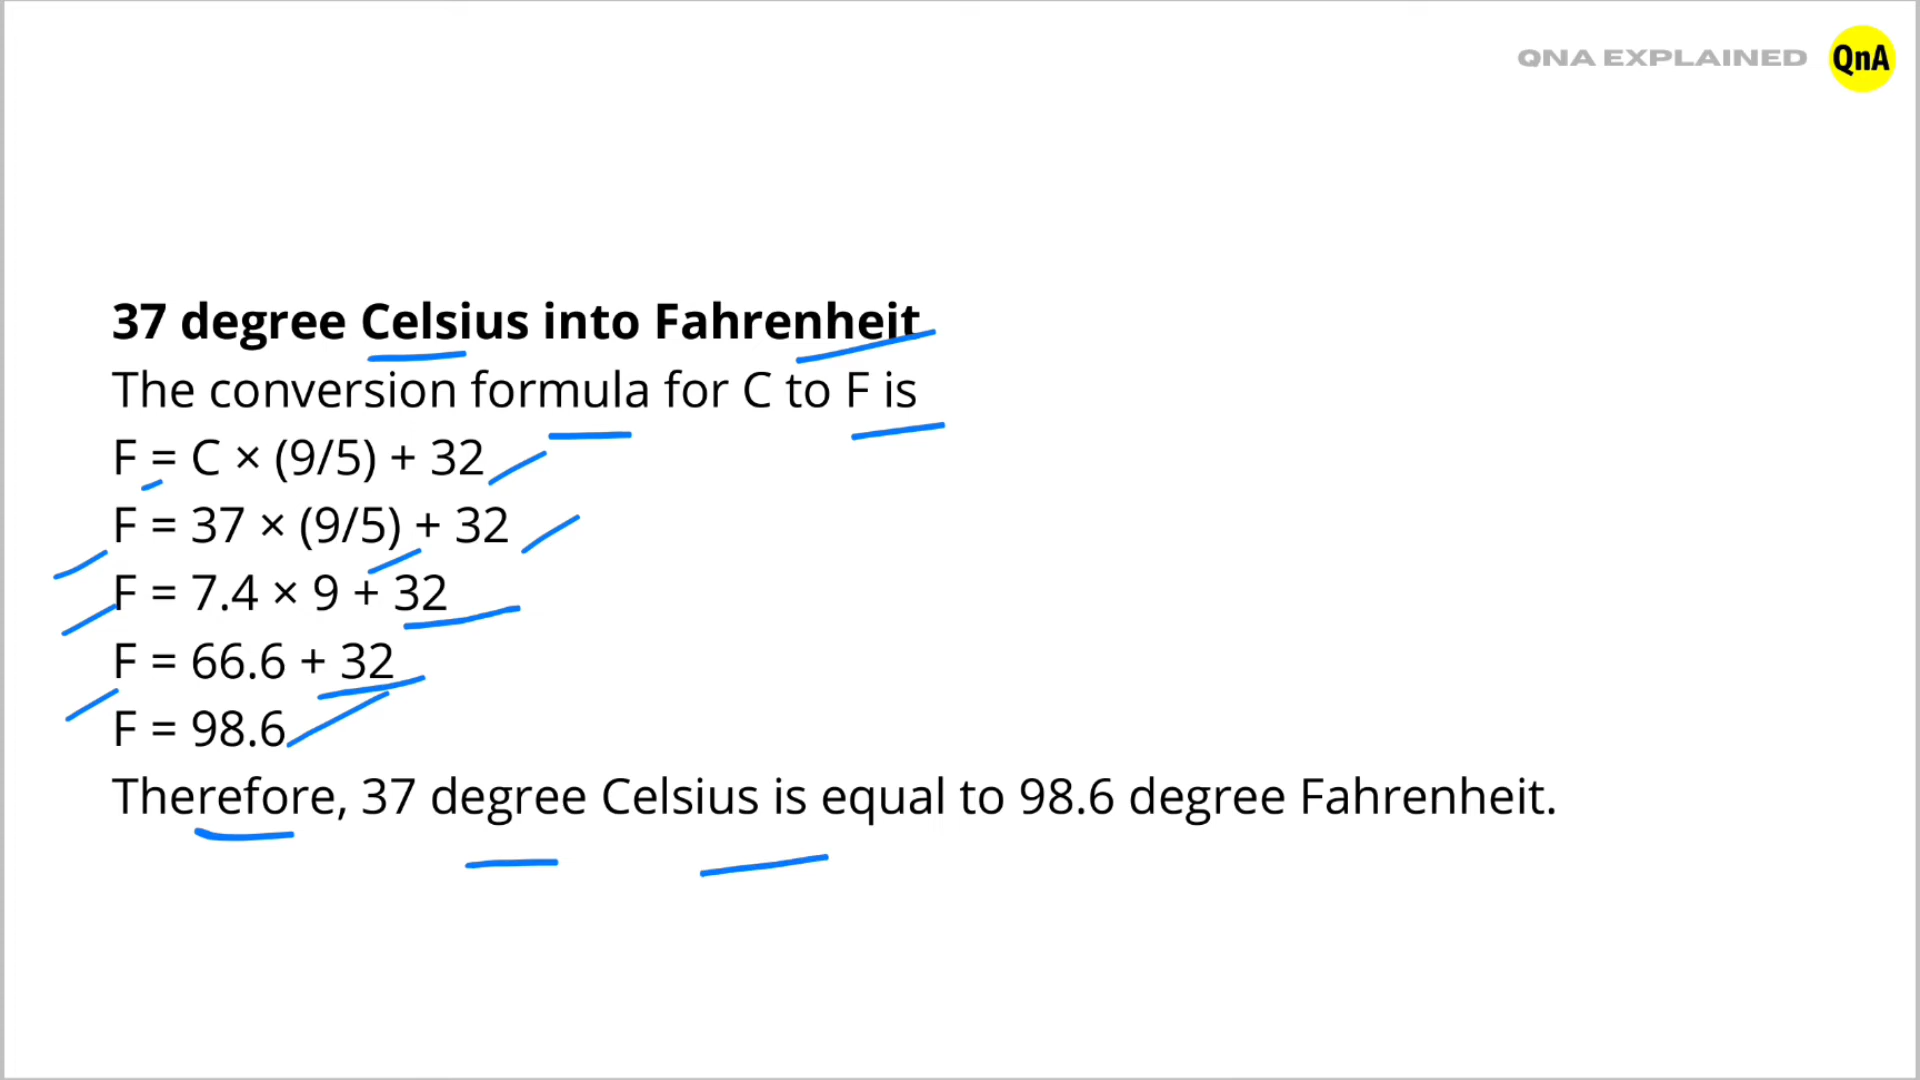 QNA EXPLAINED QnA
37 degree Celsius into Fahrenheit
The conversion formula for C to F is
F = C × (9/5) + 32
F = 37 × (9/5) + 32
F = 7.4 × 9 + 32
F = 66.6 + 32
F = 98.6
Therefore, 37 degree Celsius is equal to 98.6 degree Fahrenheit.